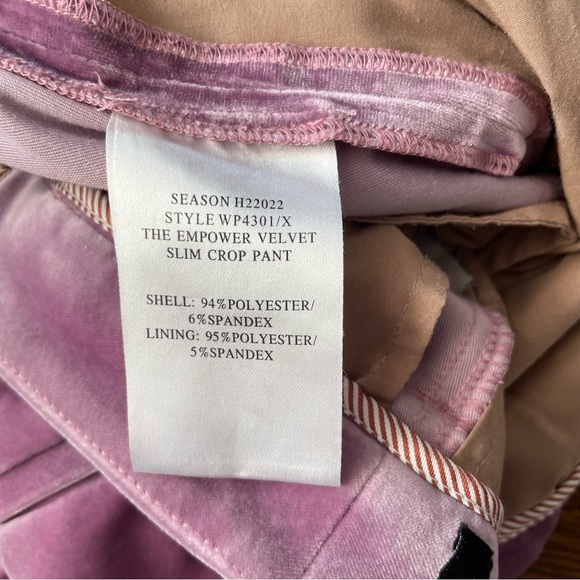 SEASON H22022
STYLE WP4301/X
THE EMPOWER VELVET
SLIM CROP PANT
SHELL: 94%POLYESTER/
6%SPANDEX
LINING: 95%POLYESTER/
5%SPANDEX